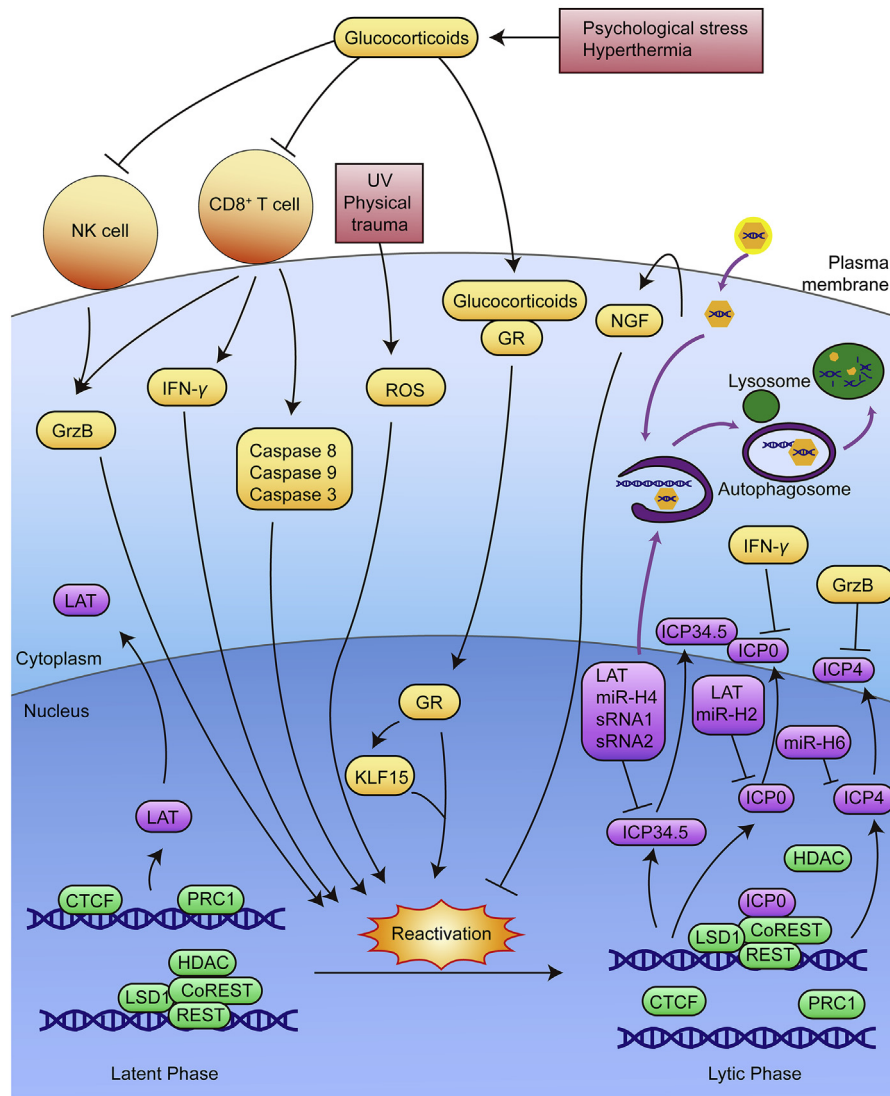 Glucocorticoids
Psychological stress
Hyperthermia
NK cell
CD8⁺ T cell
UV
Physical
trauma
Plasma
membrane
Glucocorticoids
GR
NGF
GrzB
IFN-γ
ROS
Caspase 8
Caspase 9
Caspase 3
Lysosome
Autophagosome
IFN-γ
GrzB
LAT
Cytoplasm
Nucleus
ICP34.5
ICP0
ICP4
LAT
miR-H4
sRNA1
sRNA2
LAT
miR-H2
miR-H6
GR
KLF15
LAT
ICP34.5
ICP0
ICP4
HDAC
CTCF
PRC1
Reactivation
ICP0
LSD1
CoREST
REST
HDAC
LSD1
CoREST
REST
CTCF
PRC1
Latent Phase
Lytic Phase